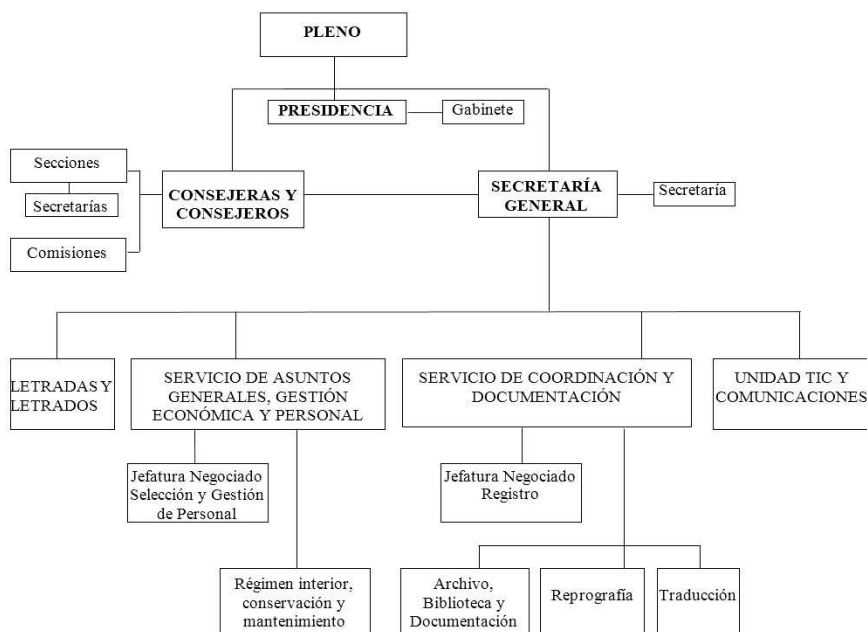 PLENO
PRESIDENCIA
Gabinete
Secciones
Secretarías
Comisiones
CONSEJERAS Y
CONSEJEROS
SECRETARÍA
GENERAL
Secretaría
LETRADAS Y
LETRADOS
SERVICIO DE ASUNTOS
GENERALES, GESTIÓN
ECONÓMICA Y PERSONAL
SERVICIO DE COORDINACIÓN Y
DOCUMENTACIÓN
UNIDAD TIC Y
COMUNICACIONES
Jefatura Negociado
Selección y Gestión
de Personal
Jefatura Negociado
Registro
Régimen interior,
conservación y
mantenimiento
Archivo,
Biblioteca y
Documentación
Reprografía
Traducción